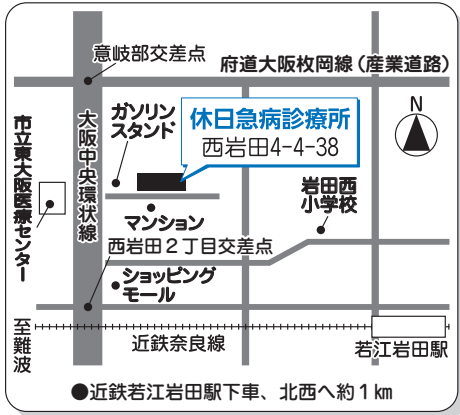 意岐部交差点
府道大阪枚岡線(産業道路)
ガソリン
スタンド
休日急病診療所
西岩田4-4-38
N
市立東大阪医療センター
大阪中央環状線
岩田西
小学校
マンション
西岩田2丁目交差点
ショッピング
モール
至難波
近鉄奈良線
若江岩田駅
●近鉄若江岩田駅下車、北西へ約1km